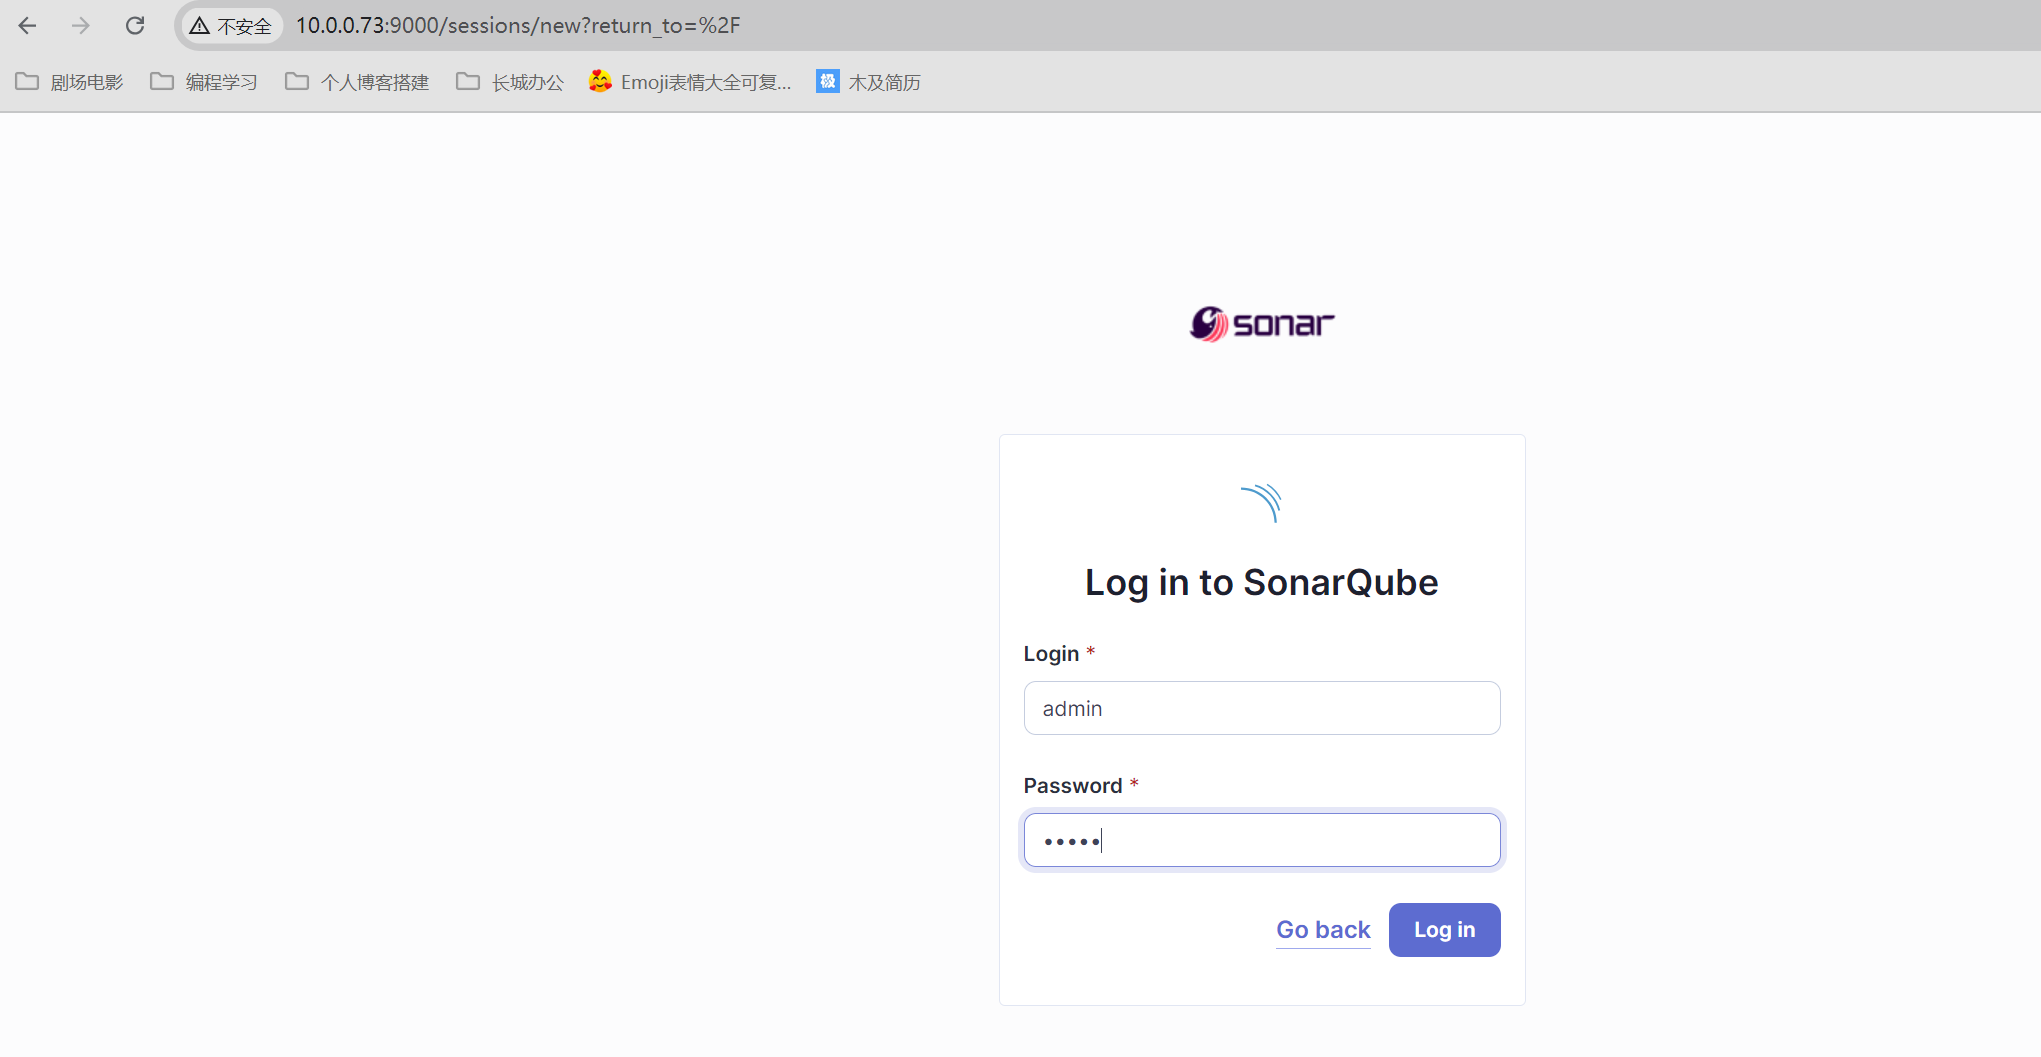 不安全 10.0.0.73:9000/sessions/new?return_to=%2F
剧场电影 编程学习 个人博客搭建 长城办公 Emoji表情大全可复... 极 木及简历
sonar
Log in to SonarQube
Login *
admin
Password *
•••••
Go back Log in